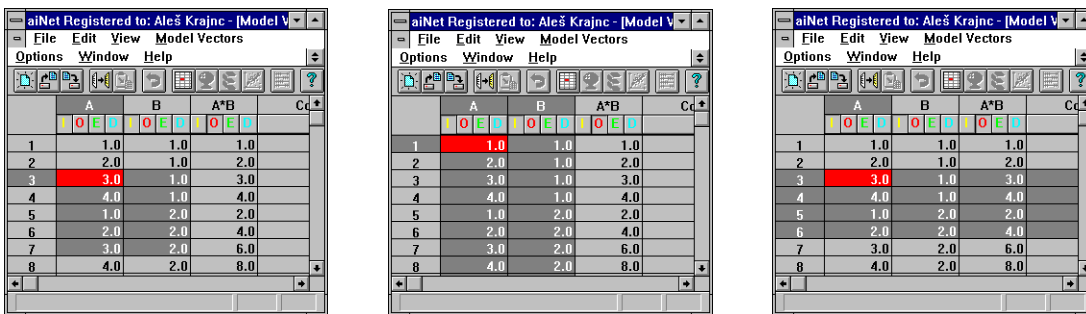 aiNet Registered to: Aleš Krajnc - [Model V
File Edit View Model Vectors
Options Window Help
A B A*B Co
I O E D I O E D I O E D
1 1.0 1.0 1.0
2 2.0 1.0 2.0
3 3.0 1.0 3.0
4 4.0 1.0 4.0
5 1.0 2.0 2.0
6 2.0 2.0 4.0
7 3.0 2.0 6.0
8 4.0 2.0 8.0
aiNet Registered to: Aleš Krajnc - [Model V
File Edit View Model Vectors
Options Window Help
A B A*B Co
I O E D I O E D I O E D
1 1.0 1.0 1.0
2 2.0 1.0 2.0
3 3.0 1.0 3.0
4 4.0 1.0 4.0
5 1.0 2.0 2.0
6 2.0 2.0 4.0
7 3.0 2.0 6.0
8 4.0 2.0 8.0
aiNet Registered to: Aleš Krajnc - [Model V
File Edit View Model Vectors
Options Window Help
A B A*B Co
I O E D I O E D I O E D
1 1.0 1.0 1.0
2 2.0 1.0 2.0
3 3.0 1.0 3.0
4 4.0 1.0 4.0
5 1.0 2.0 2.0
6 2.0 2.0 4.0
7 3.0 2.0 6.0
8 4.0 2.0 8.0